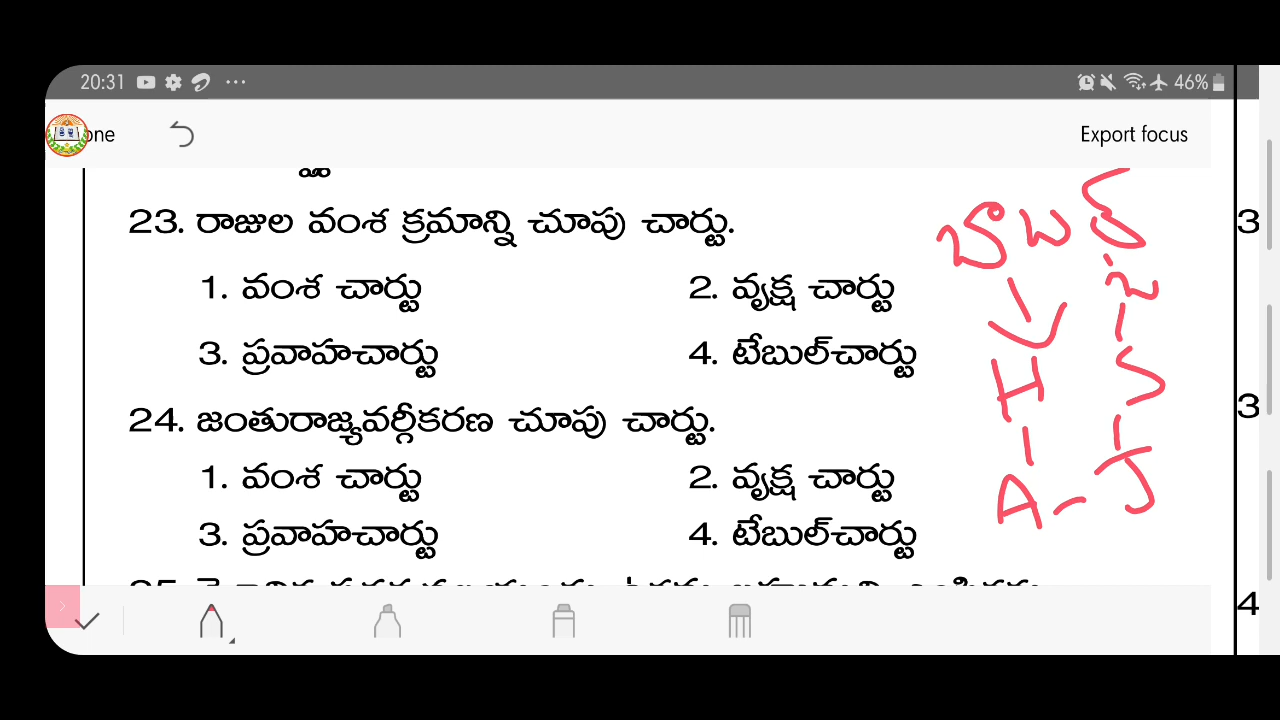 20:31 46%
one Export focus
23. రాజుల వంశ క్రమాన్ని చూపు చార్టు. 3
1. వంశ చార్టు 2. వృక్ష చార్టు
3. ప్రవాహచార్టు 4. టేబుల్‌చార్టు
24. జంతురాజ్యవర్గీకరణ చూపు చార్టు. 3
1. వంశ చార్టు 2. వృక్ష చార్టు
3. ప్రవాహచార్టు 4. టేబుల్‌చార్టు
4
బాబర్
H
A - J